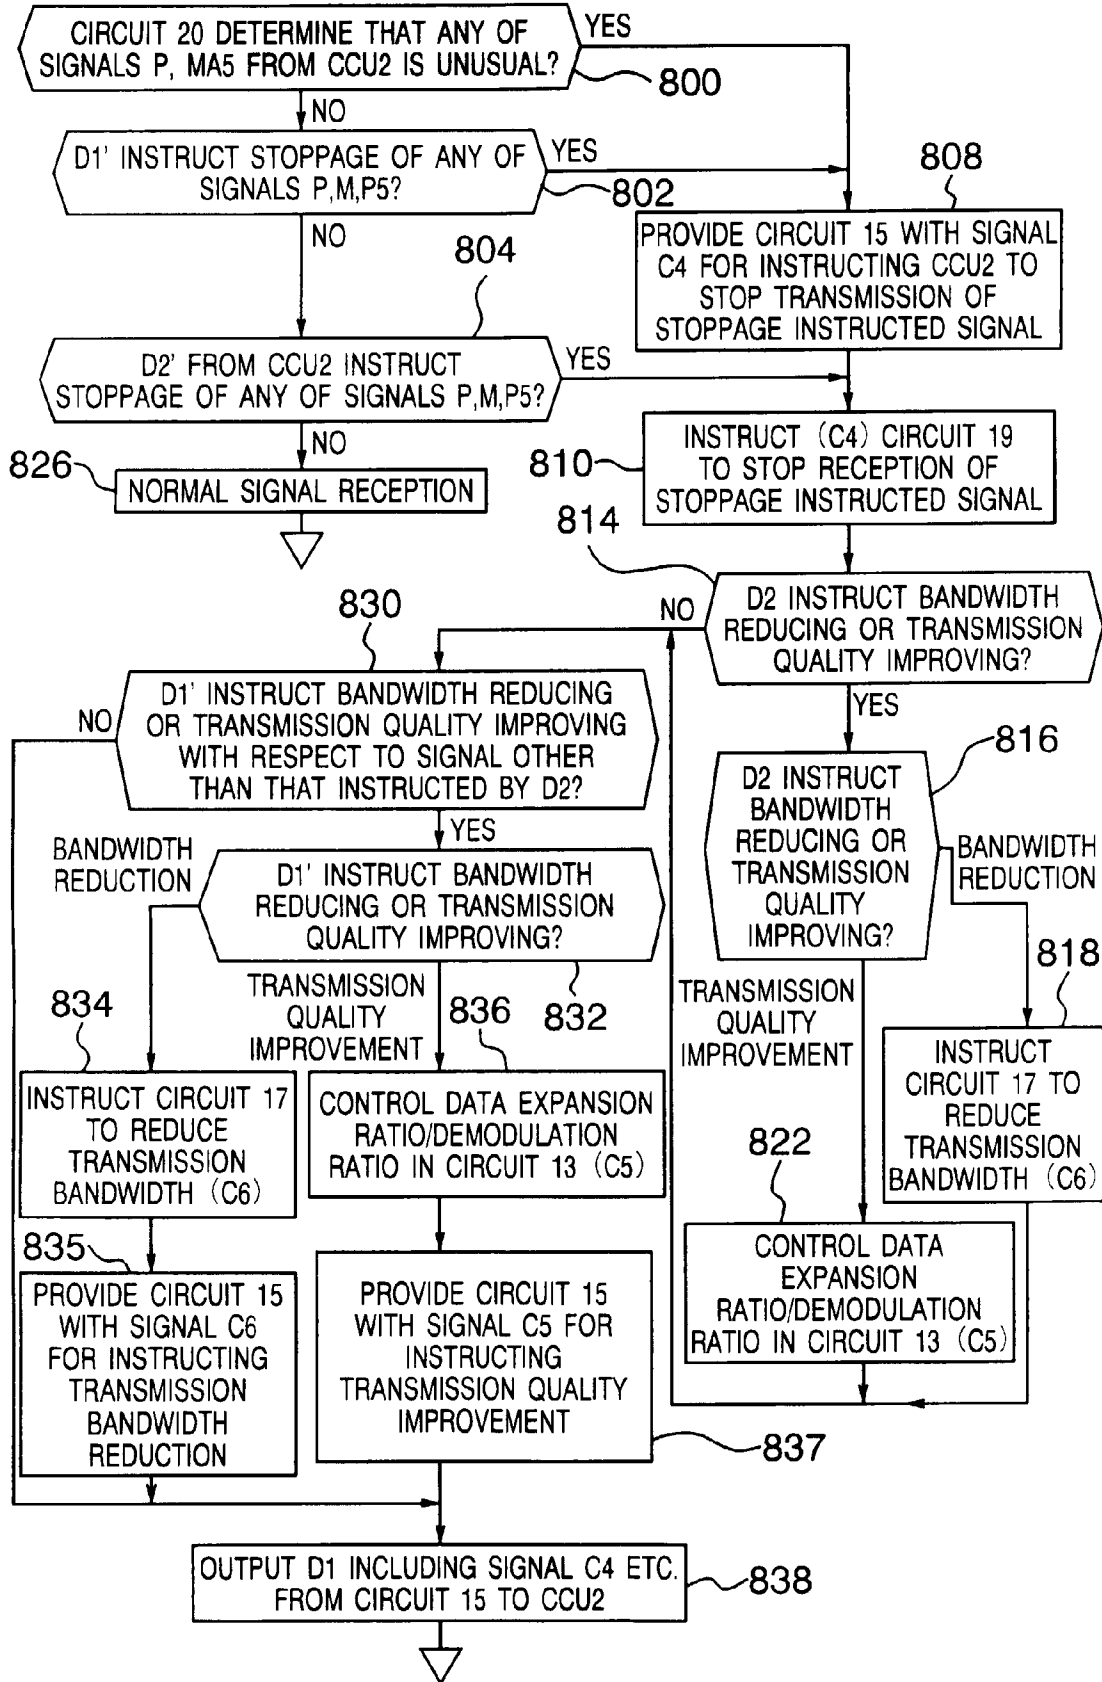 CIRCUIT 20 DETERMINE THAT ANY OF
SIGNALS P, MA5 FROM CCU2 IS UNUSUAL?
YES
800
NO
D1' INSTRUCT STOPPAGE OF ANY OF
SIGNALS P,M,P5?
YES
802
NO
808
PROVIDE CIRCUIT 15 WITH SIGNAL
C4 FOR INSTRUCTING CCU2 TO
STOP TRANSMISSION OF
STOPPAGE INSTRUCTED SIGNAL
804
D2' FROM CCU2 INSTRUCT
STOPPAGE OF ANY OF SIGNALS P,M,P5?
YES
NO
826
NORMAL SIGNAL RECEPTION
810
INSTRUCT (C4) CIRCUIT 19
TO STOP RECEPTION OF
STOPPAGE INSTRUCTED SIGNAL
814
D2 INSTRUCT BANDWIDTH
REDUCING OR TRANSMISSION
QUALITY IMPROVING?
NO
YES
830
D1' INSTRUCT BANDWIDTH REDUCING
OR TRANSMISSION QUALITY IMPROVING
WITH RESPECT TO SIGNAL OTHER
THAN THAT INSTRUCTED BY D2?
NO
YES
816
D2 INSTRUCT
BANDWIDTH
REDUCING OR
TRANSMISSION
QUALITY
IMPROVING?
BANDWIDTH
REDUCTION
BANDWIDTH
REDUCTION
D1' INSTRUCT BANDWIDTH
REDUCING OR TRANSMISSION
QUALITY IMPROVING?
832
TRANSMISSION
QUALITY
IMPROVEMENT
TRANSMISSION
QUALITY
IMPROVEMENT
818
INSTRUCT
CIRCUIT 17 TO
REDUCE
TRANSMISSION
BANDWIDTH (C6)
834
INSTRUCT CIRCUIT 17
TO REDUCE
TRANSMISSION
BANDWIDTH (C6)
836
CONTROL DATA EXPANSION
RATIO/DEMODULATION
RATIO IN CIRCUIT 13 (C5)
822
CONTROL DATA
EXPANSION
RATIO/DEMODULATION
RATIO IN CIRCUIT 13 (C5)
835
PROVIDE CIRCUIT 15
WITH SIGNAL C6
FOR INSTRUCTING
TRANSMISSION
BANDWIDTH
REDUCTION
PROVIDE CIRCUIT 15
WITH SIGNAL C5 FOR
INSTRUCTING
TRANSMISSION QUALITY
IMPROVEMENT
837
OUTPUT D1 INCLUDING SIGNAL C4 ETC.
FROM CIRCUIT 15 TO CCU2
838